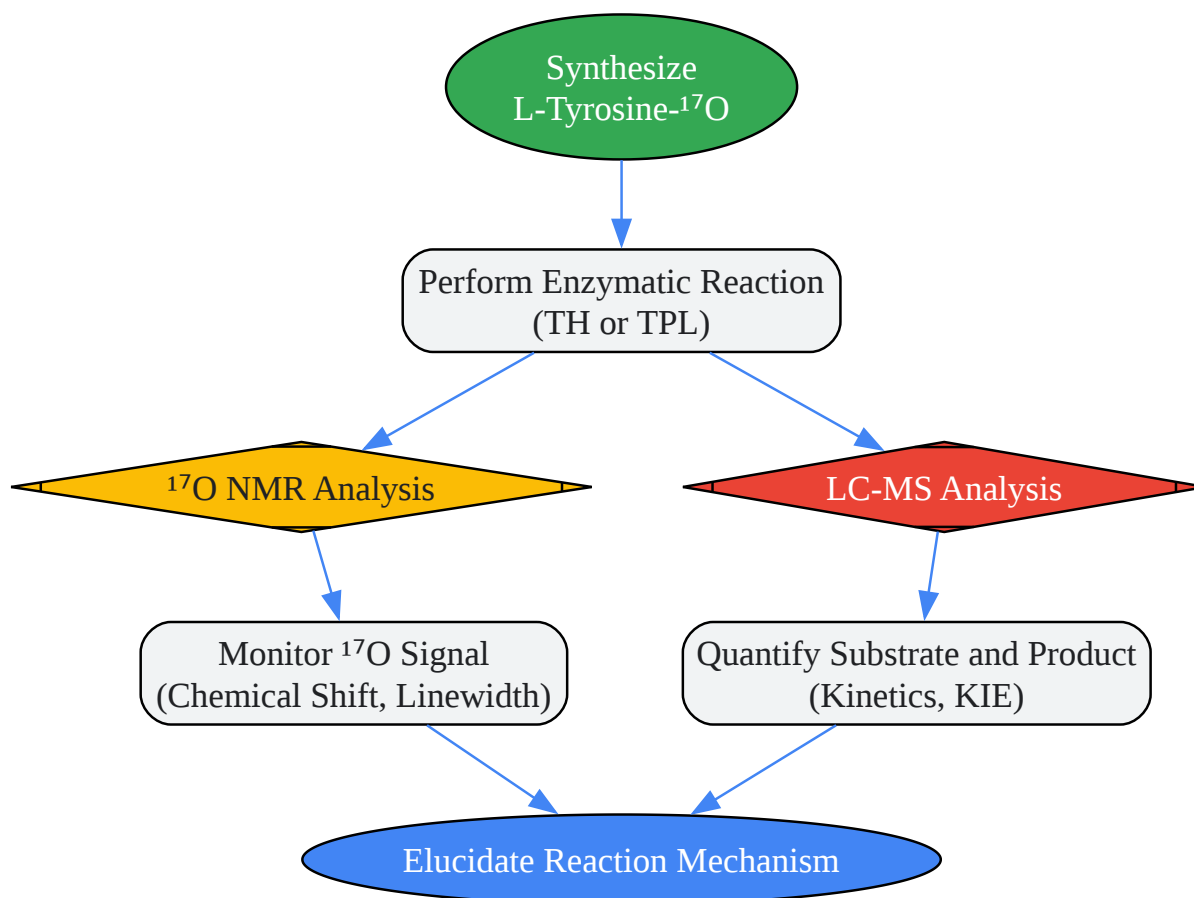 Synthesize
L-Tyrosine-¹⁷O
Perform Enzymatic Reaction
(TH or TPL)
¹⁷O NMR Analysis
LC-MS Analysis
Monitor ¹⁷O Signal
(Chemical Shift, Linewidth)
Quantify Substrate and Product
(Kinetics, KIE)
Elucidate Reaction Mechanism